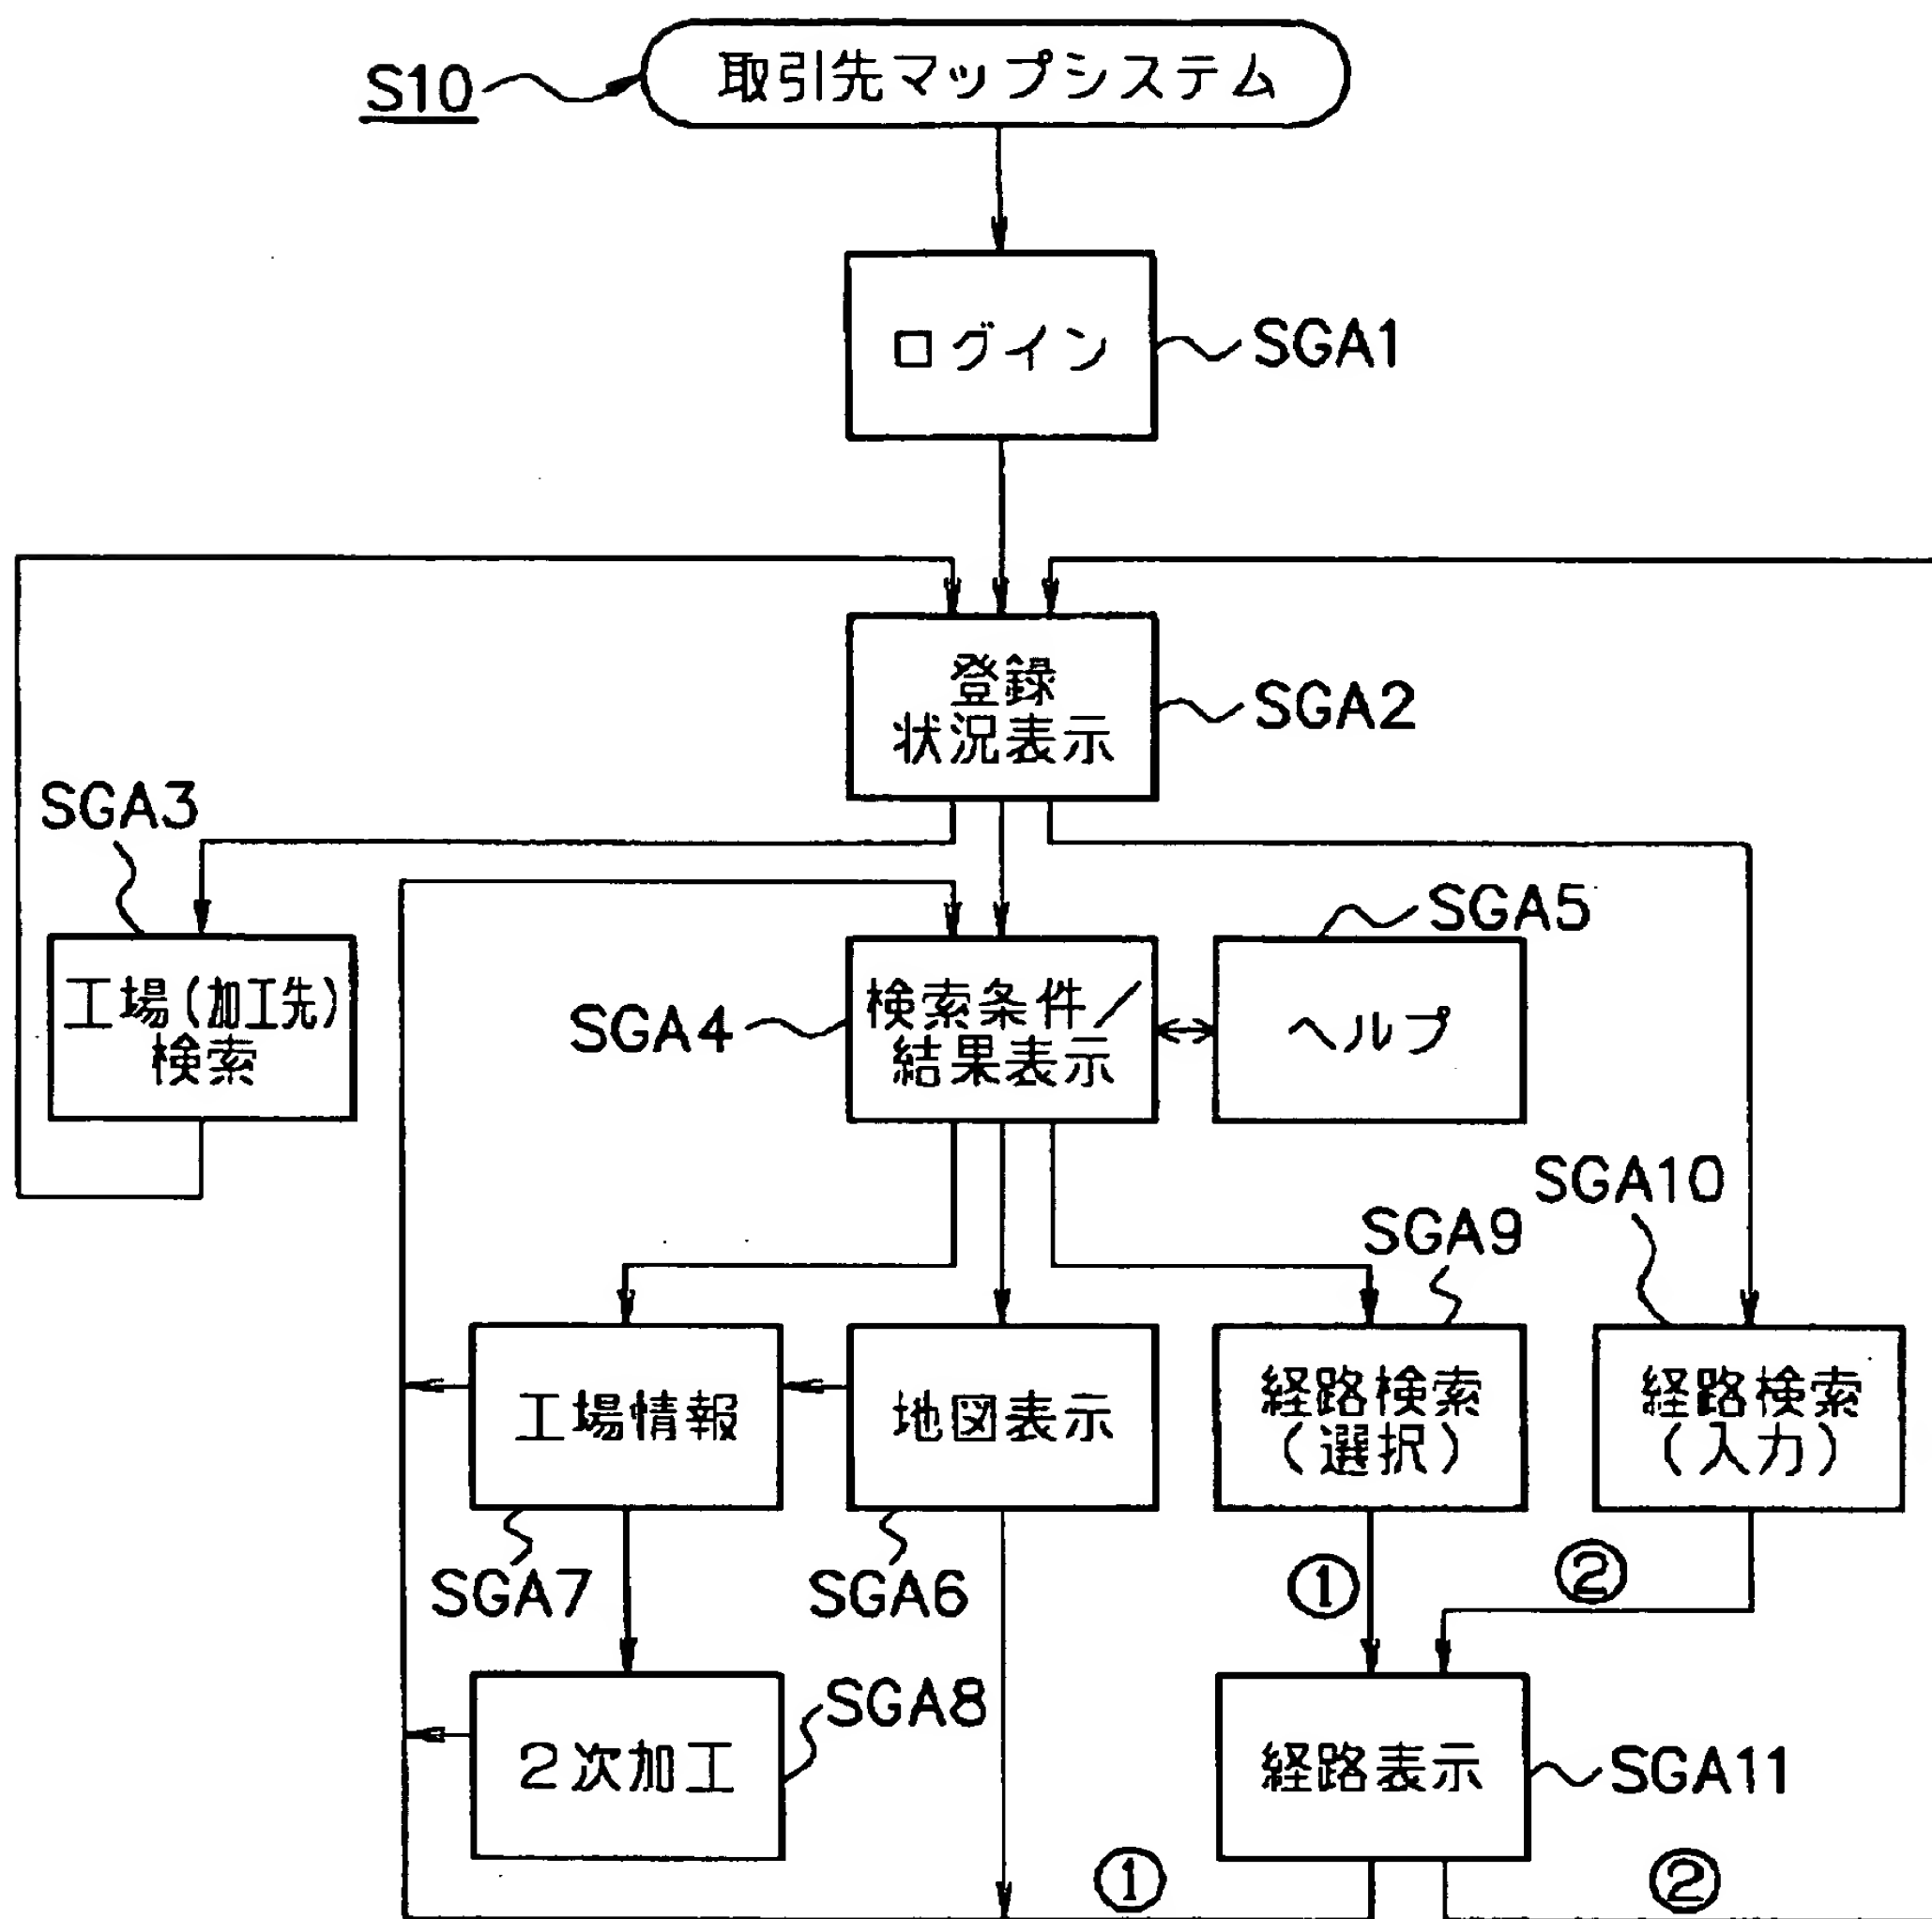 取引先マップシステム
S10
ログイン
SGA1
登録
状況表示
SGA2
SGA3
工場(加工先)
検索
SGA4
検索条件/
結果表示
SGA5
ヘルプ
SGA10
SGA9
工場情報
地図表示
経路検索
(選択)
経路検索
(入力)
SGA7
SGA6
①
②
2次加工
SGA8
経路表示
SGA11
①
②